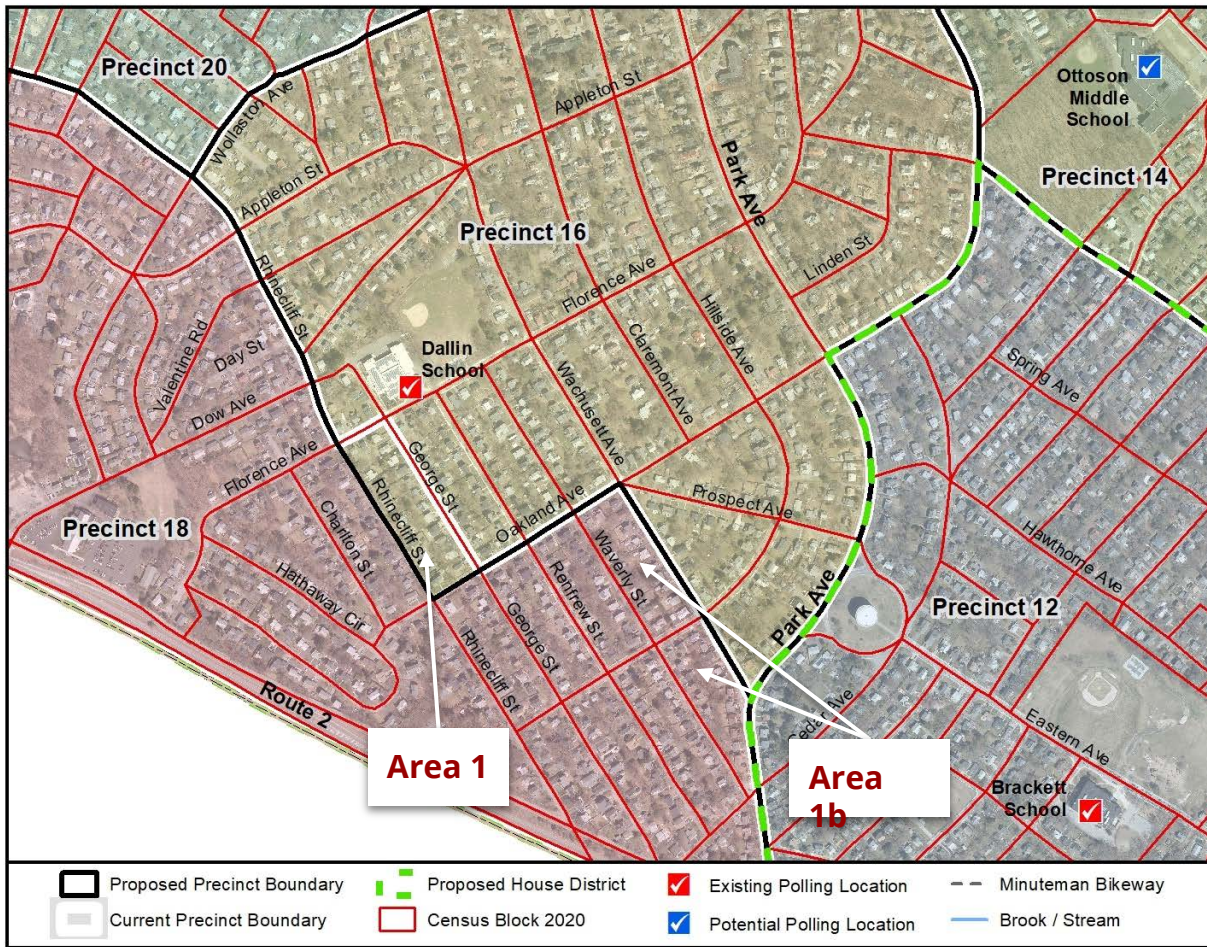 Precinct 20
Wollaston Ave
Appleton St
Ottoson
Middle
School
Appleton St
Park Ave
Precinct 14
Precinct 16
Rhinecliff St
Florence Ave
Linden St
Hillside Ave
Valentine Rd
Day St
Dallin
School
Claremont Ave
Spring Ave
Dow Ave
Wachusett Ave
Florence Ave
George St
Prospect Ave
Precinct 18
Charlton St
Rhinecliff St
Oakland Ave
Hawthorne Ave
Hathaway Cir
Renfrew St
Waverly St
Park Ave
Precinct 12
Rhinecliff St
George St
Route 2
Cedar Ave
Eastern Ave
Area 1
Area
1b
Brackett
School
Proposed Precinct Boundary
Proposed House District
Existing Polling Location
Minuteman Bikeway
Current Precinct Boundary
Census Block 2020
Potential Polling Location
Brook / Stream